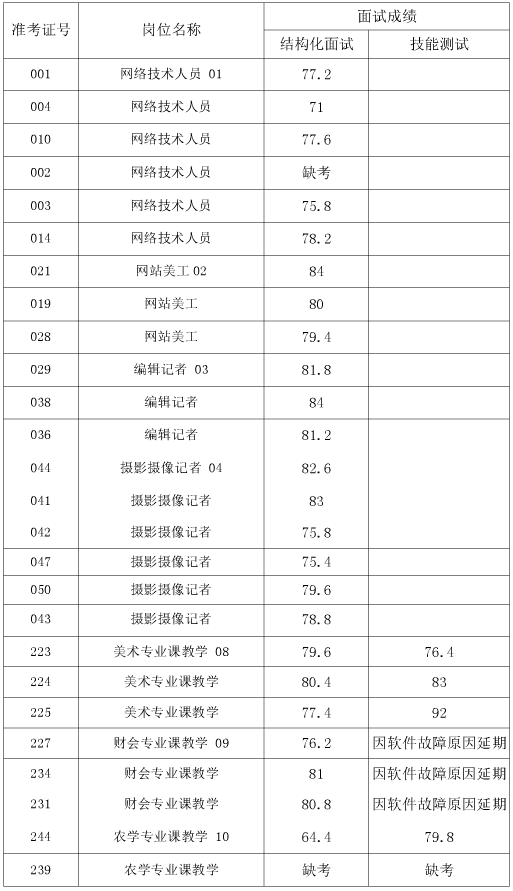 准考证号 岗位名称 面试成绩
结构化面试 技能测试
001 网络技术人员 01 77.2
004 网络技术人员 71
010 网络技术人员 77.6
002 网络技术人员 缺考
003 网络技术人员 75.8
014 网络技术人员 78.2
021 网站美工02 84
019 网站美工 80
028 网站美工 79.4
029 编辑记者 03 81.8
038 编辑记者 84
036 编辑记者 81.2
044 摄影摄像记者 04 82.6
041 摄影摄像记者 83
042 摄影摄像记者 75.8
047 摄影摄像记者 75.4
050 摄影摄像记者 79.6
043 摄影摄像记者 78.8
223 美术专业课教学 08 79.6 76.4
224 美术专业课教学 80.4 83
225 美术专业课教学 77.4 92
227 财会专业课教学 09 76.2 因软件故障原因延期
234 财会专业课教学 81 因软件故障原因延期
231 财会专业课教学 80.8 因软件故障原因延期
244 农学专业课教学 10 64.4 79.8
239 农学专业课教学 缺考 缺考